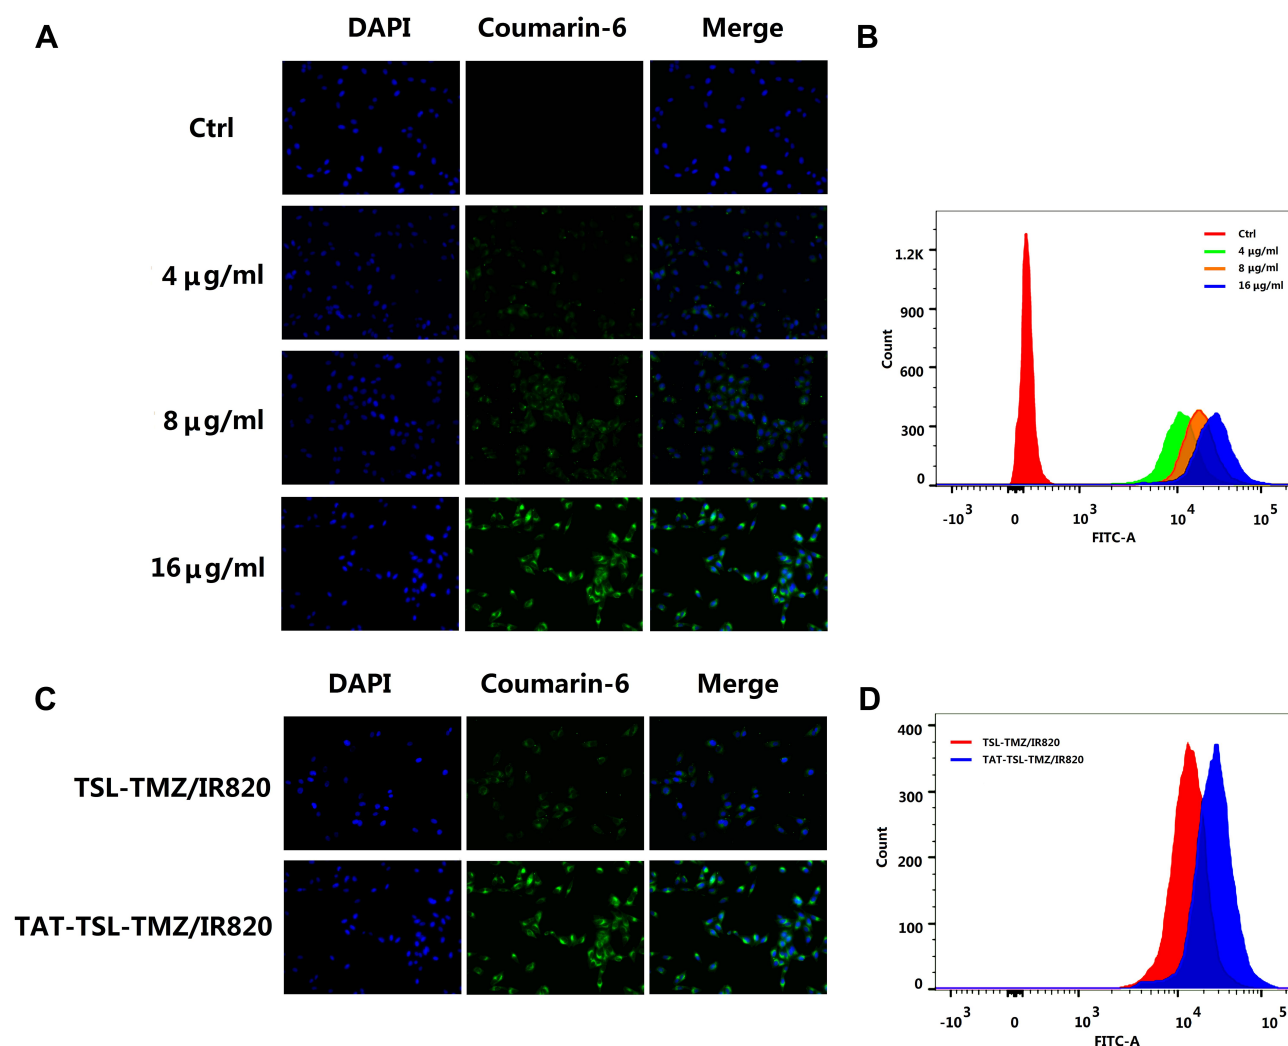 A
DAPI
Coumarin-6
Merge
Ctrl
4 μg/ml
8 μg/ml
16 μg/ml
B
Ctrl
4 μg/ml
8 μg/ml
16 μg/ml
1.2K
900
600
300
0
Count
-10³
0
10³
10⁴
10⁵
FITC-A
C
DAPI
Coumarin-6
Merge
TSL-TMZ/IR820
TAT-TSL-TMZ/IR820
D
TSL-TMZ/IR820
TAT-TSL-TMZ/IR820
400
300
200
100
0
Count
-10³
0
10³
10⁴
10⁵
FITC-A